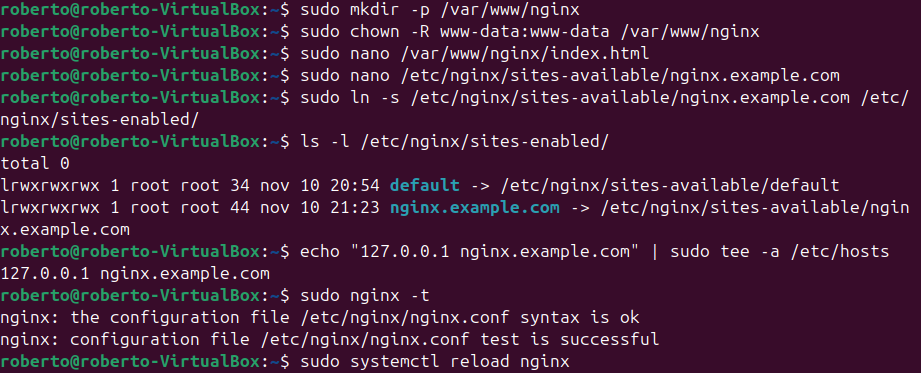 roberto@roberto-VirtualBox:~$ sudo mkdir -p /var/www/nginx
roberto@roberto-VirtualBox:~$ sudo chown -R www-data:www-data /var/www/nginx
roberto@roberto-VirtualBox:~$ sudo nano /var/www/nginx/index.html
roberto@roberto-VirtualBox:~$ sudo nano /etc/nginx/sites-available/nginx.example.com
roberto@roberto-VirtualBox:~$ sudo ln -s /etc/nginx/sites-available/nginx.example.com /etc/
nginx/sites-enabled/
roberto@roberto-VirtualBox:~$ ls -l /etc/nginx/sites-enabled/
total 0
lrwxrwxrwx 1 root root 34 nov 10 20:54 default -> /etc/nginx/sites-available/default
lrwxrwxrwx 1 root root 44 nov 10 21:23 nginx.example.com -> /etc/nginx/sites-available/ngin
x.example.com
roberto@roberto-VirtualBox:~$ echo "127.0.0.1 nginx.example.com" | sudo tee -a /etc/hosts
127.0.0.1 nginx.example.com
roberto@roberto-VirtualBox:~$ sudo nginx -t
nginx: the configuration file /etc/nginx/nginx.conf syntax is ok
nginx: configuration file /etc/nginx/nginx.conf test is successful
roberto@roberto-VirtualBox:~$ sudo systemctl reload nginx